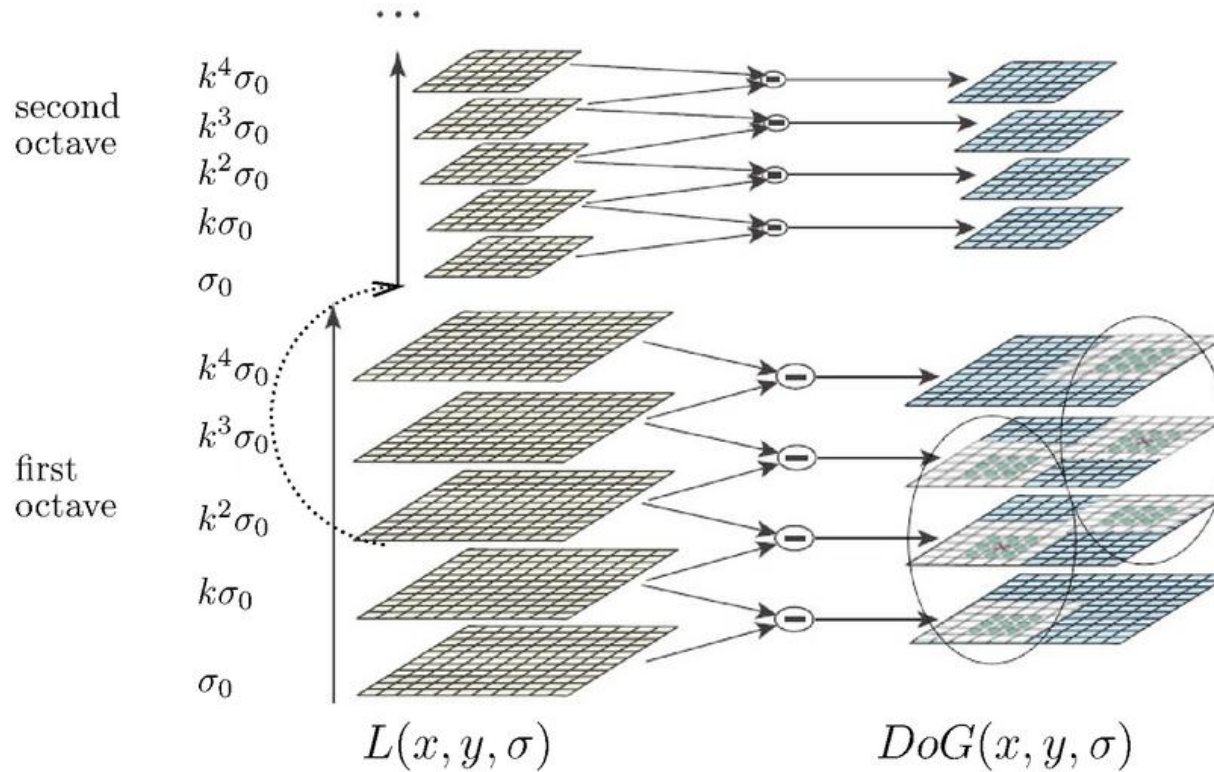 ...
second
octave
k⁴σ₀
k³σ₀
k²σ₀
kσ₀
σ₀
first
octave
k⁴σ₀
k³σ₀
k²σ₀
kσ₀
σ₀
L(x, y, σ)
DoG(x, y, σ)